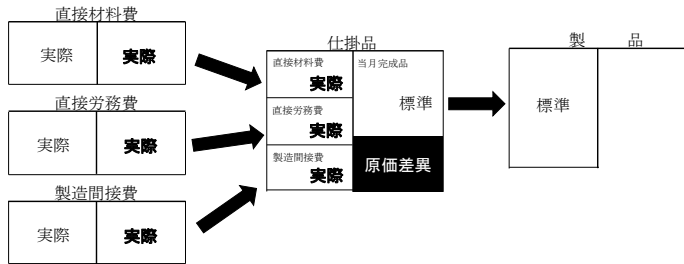 直接材料費
実際 実際
直接労務費
実際 実際
製造間接費
実際 実際
仕掛品
直接材料費
実際
直接労務費
実際
製造間接費
実際
当月完成品
標準
原価差異
製 品
標準